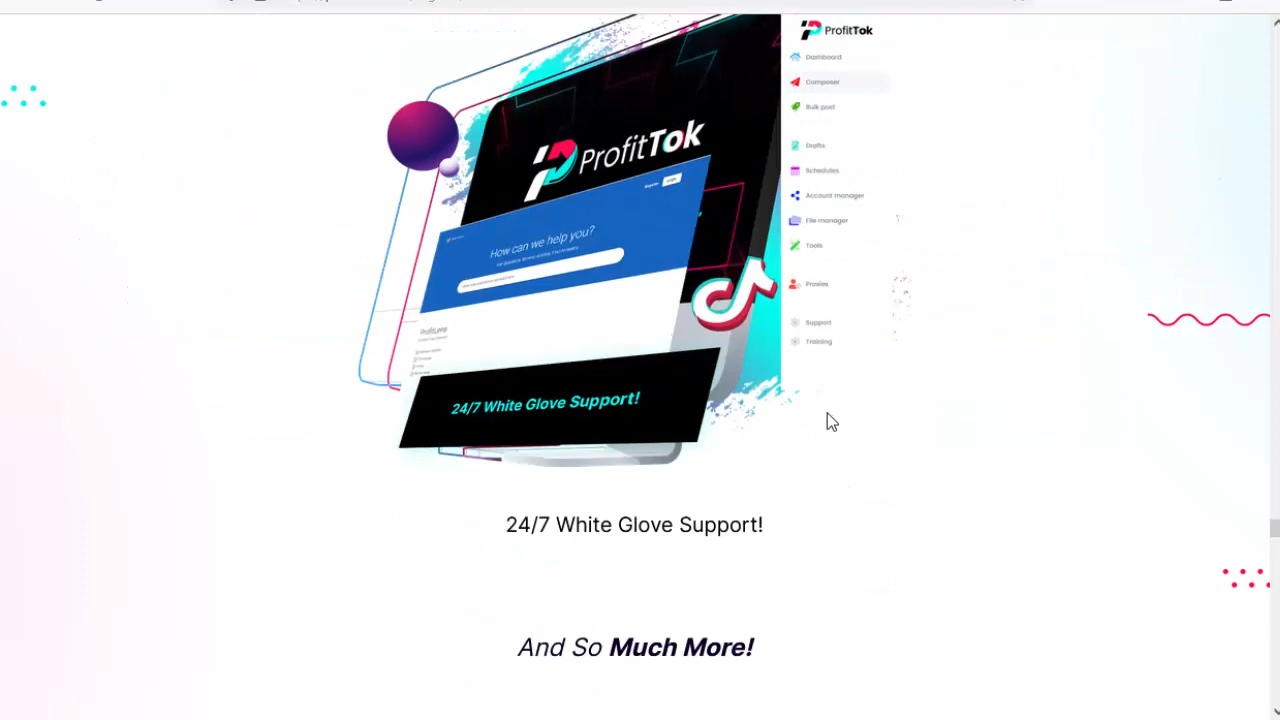 ProfitTok
Dashboard
Composer
Bulk post
Drafts
Schedules
Account manager
File manager
Tools
Proxies
Support
Training
ProfitTok
How can we help you?
24/7 White Glove Support!
24/7 White Glove Support!
And So Much More!